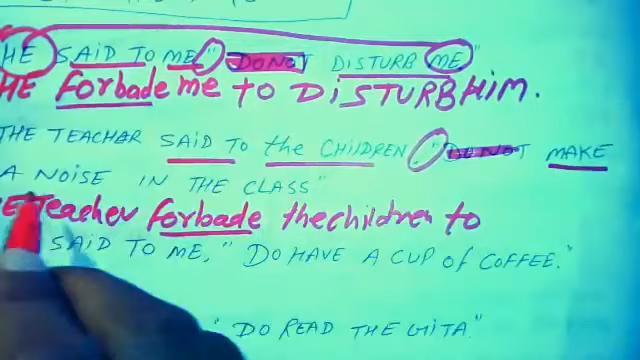 HE SAID TO ME, " DO NOT DISTURB ME"
HE forbade me to DISTURB HIM.
THE TEACHER SAID TO the CHILDREN, "DO NOT MAKE
A NOISE IN THE CLASS"
E Teacher forbade the children to
SAID TO ME, " DO HAVE A CUP of COFFEE."
" DO READ THE GITA."